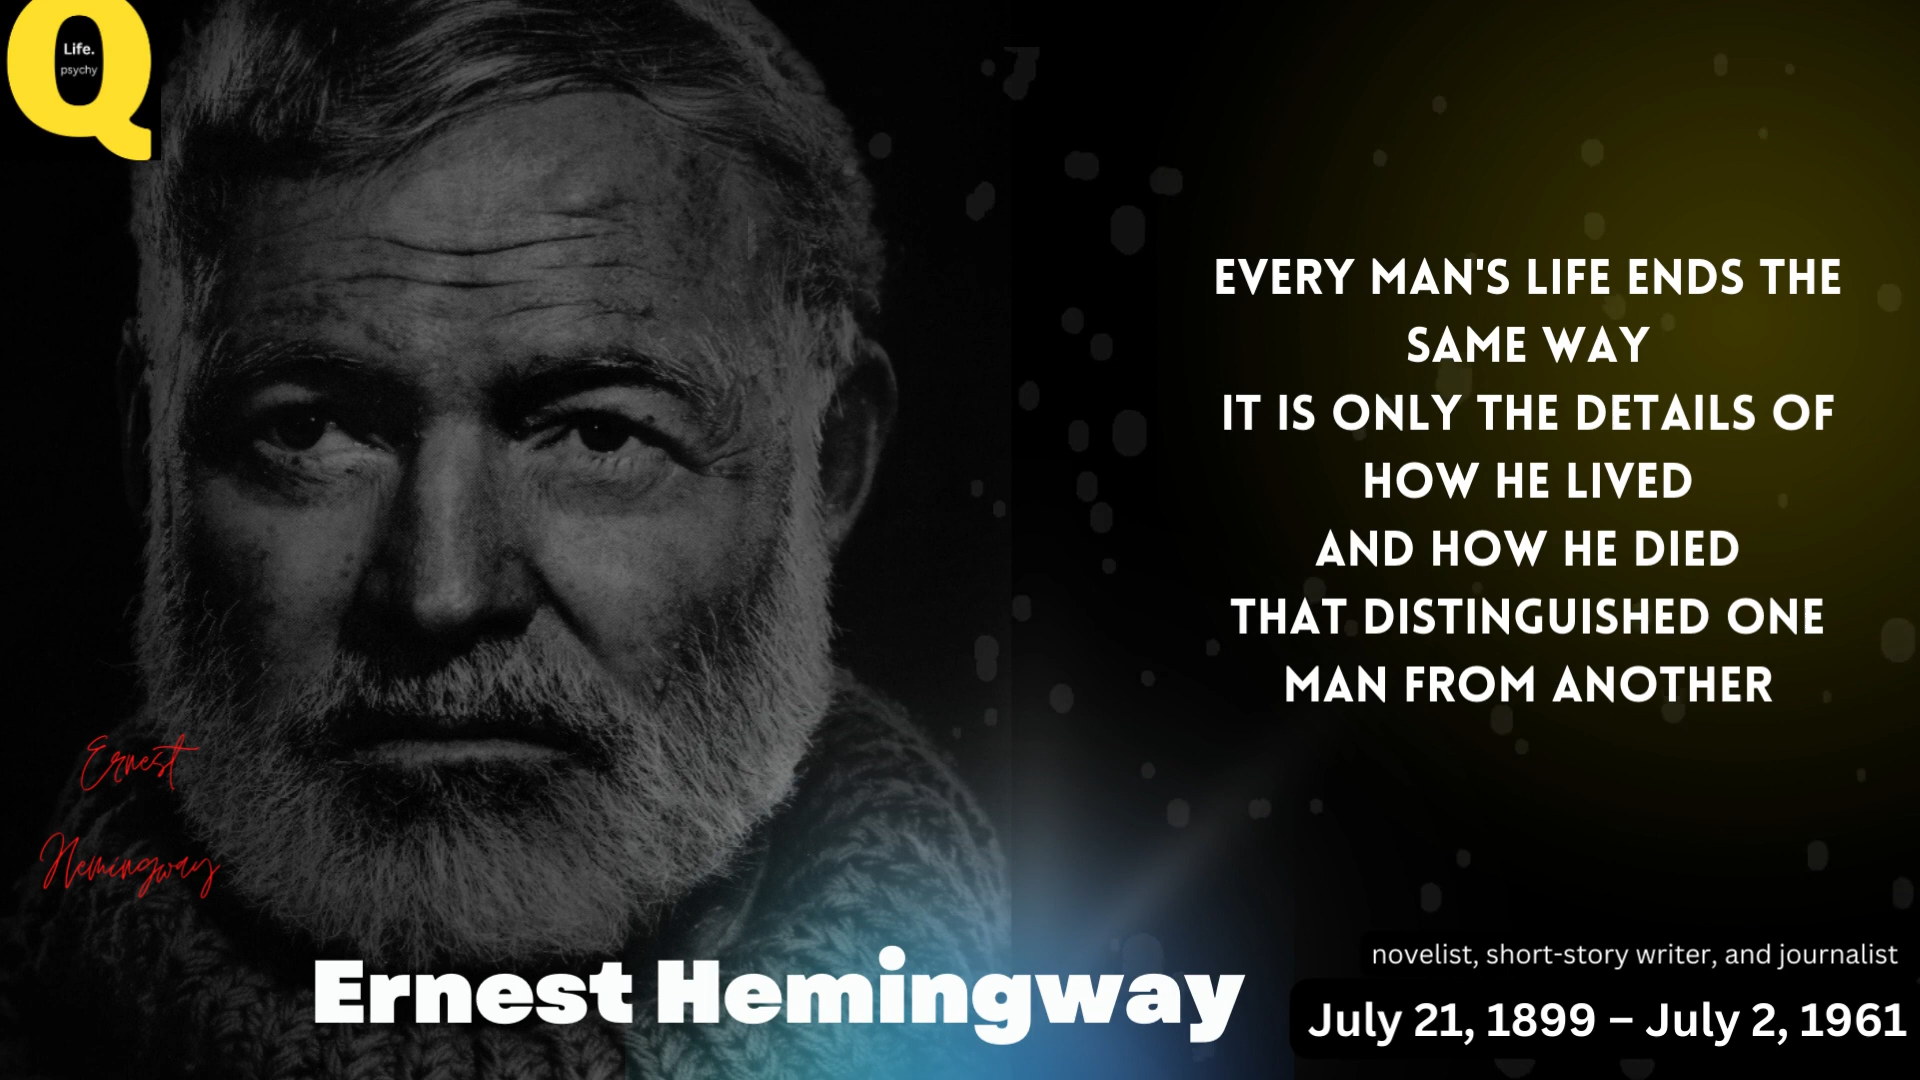 Q
Life.
psychy
EVERY MAN'S LIFE ENDS THE
SAME WAY
IT IS ONLY THE DETAILS OF
HOW HE LIVED
AND HOW HE DIED
THAT DISTINGUISHED ONE
MAN FROM ANOTHER
Ernest
Hemingway
Ernest Hemingway
novelist, short-story writer, and journalist
July 21, 1899 – July 2, 1961